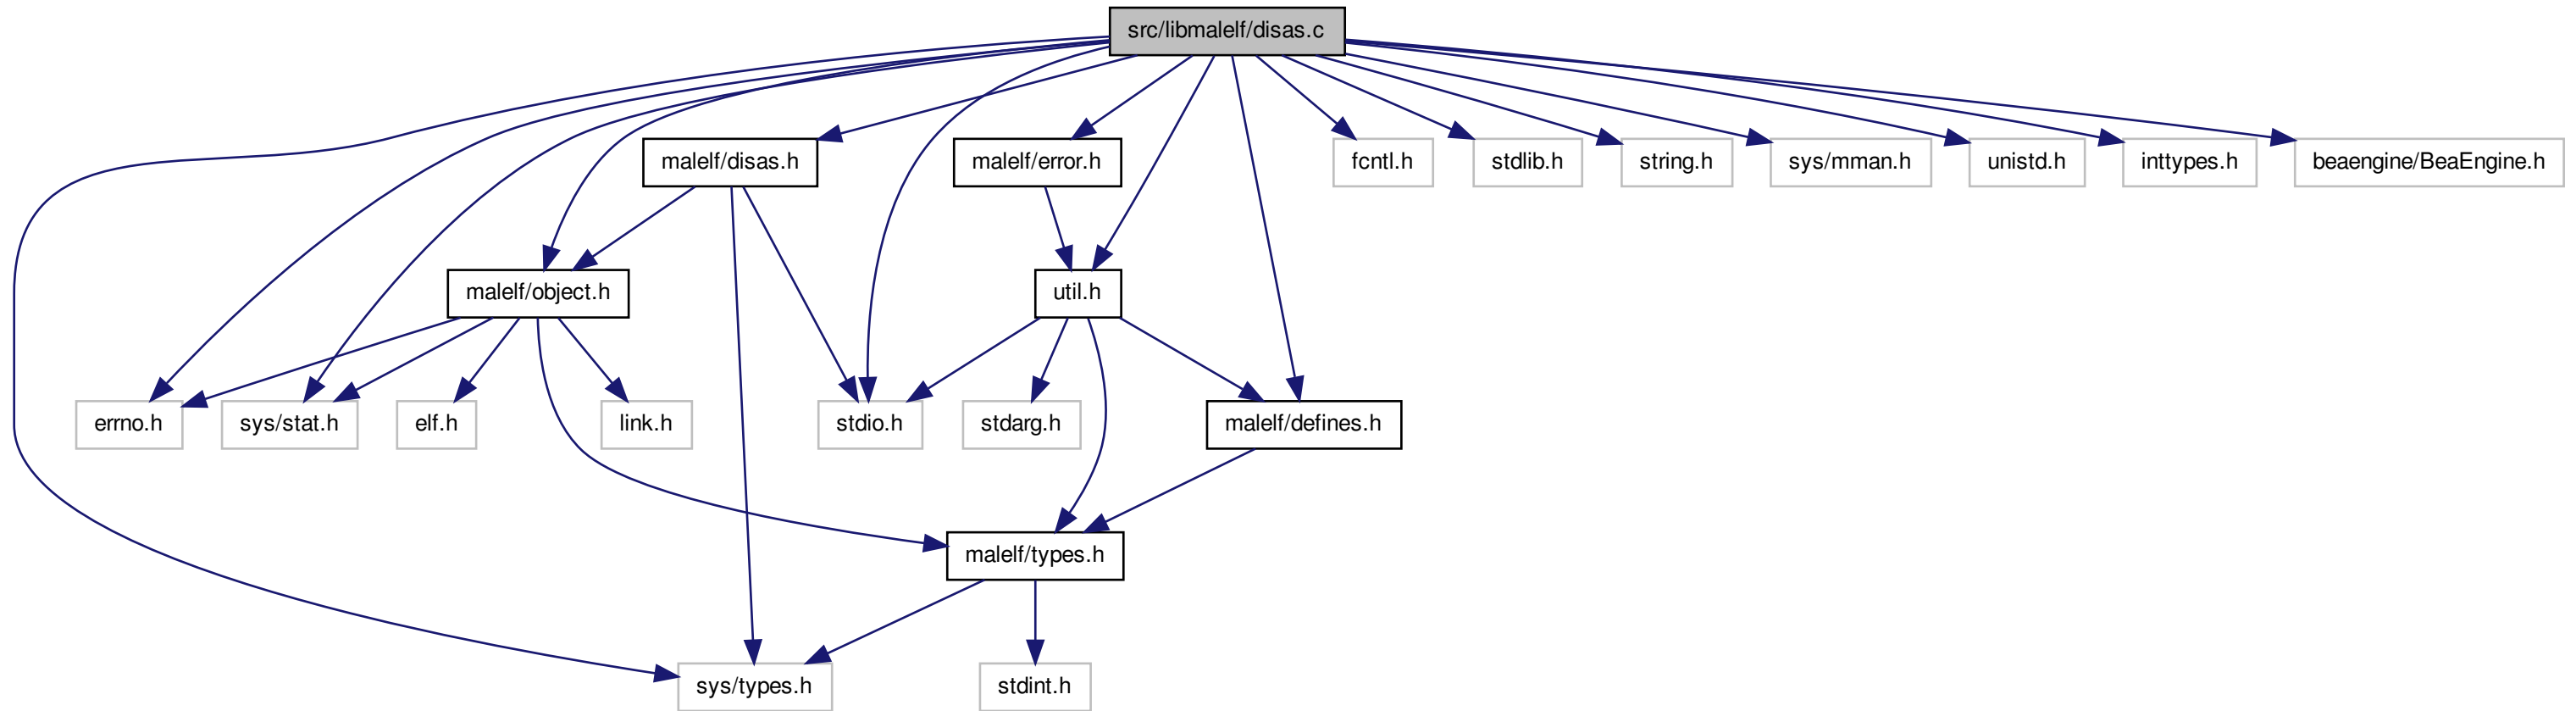 src/libmalelf/disas.c
malelf/disas.h
malelf/error.h
fcntl.h
stdlib.h
string.h
sys/mman.h
unistd.h
inttypes.h
beaengine/BeaEngine.h
malelf/object.h
util.h
errno.h
sys/stat.h
elf.h
link.h
stdio.h
stdarg.h
malelf/defines.h
malelf/types.h
sys/types.h
stdint.h